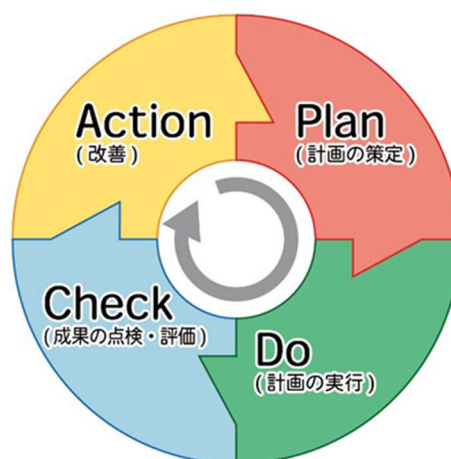 Plan
(計画の策定)
Do
(計画の実行)
Check
(成果の点検・評価)
Action
(改善)